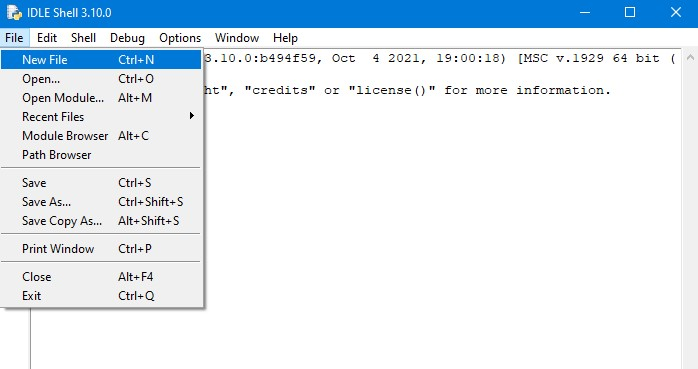 IDLE Shell 3.10.0
File Edit Shell Debug Options Window Help
New File Ctrl+N
3.10.0:b494f59, Oct  4 2021, 19:00:18) [MSC v.1929 64 bit (
Open... Ctrl+O
Open Module... Alt+M
ht", "credits" or "license()" for more information.
Recent Files
Module Browser Alt+C
Path Browser
Save Ctrl+S
Save As... Ctrl+Shift+S
Save Copy As... Alt+Shift+S
Print Window Ctrl+P
Close Alt+F4
Exit Ctrl+Q